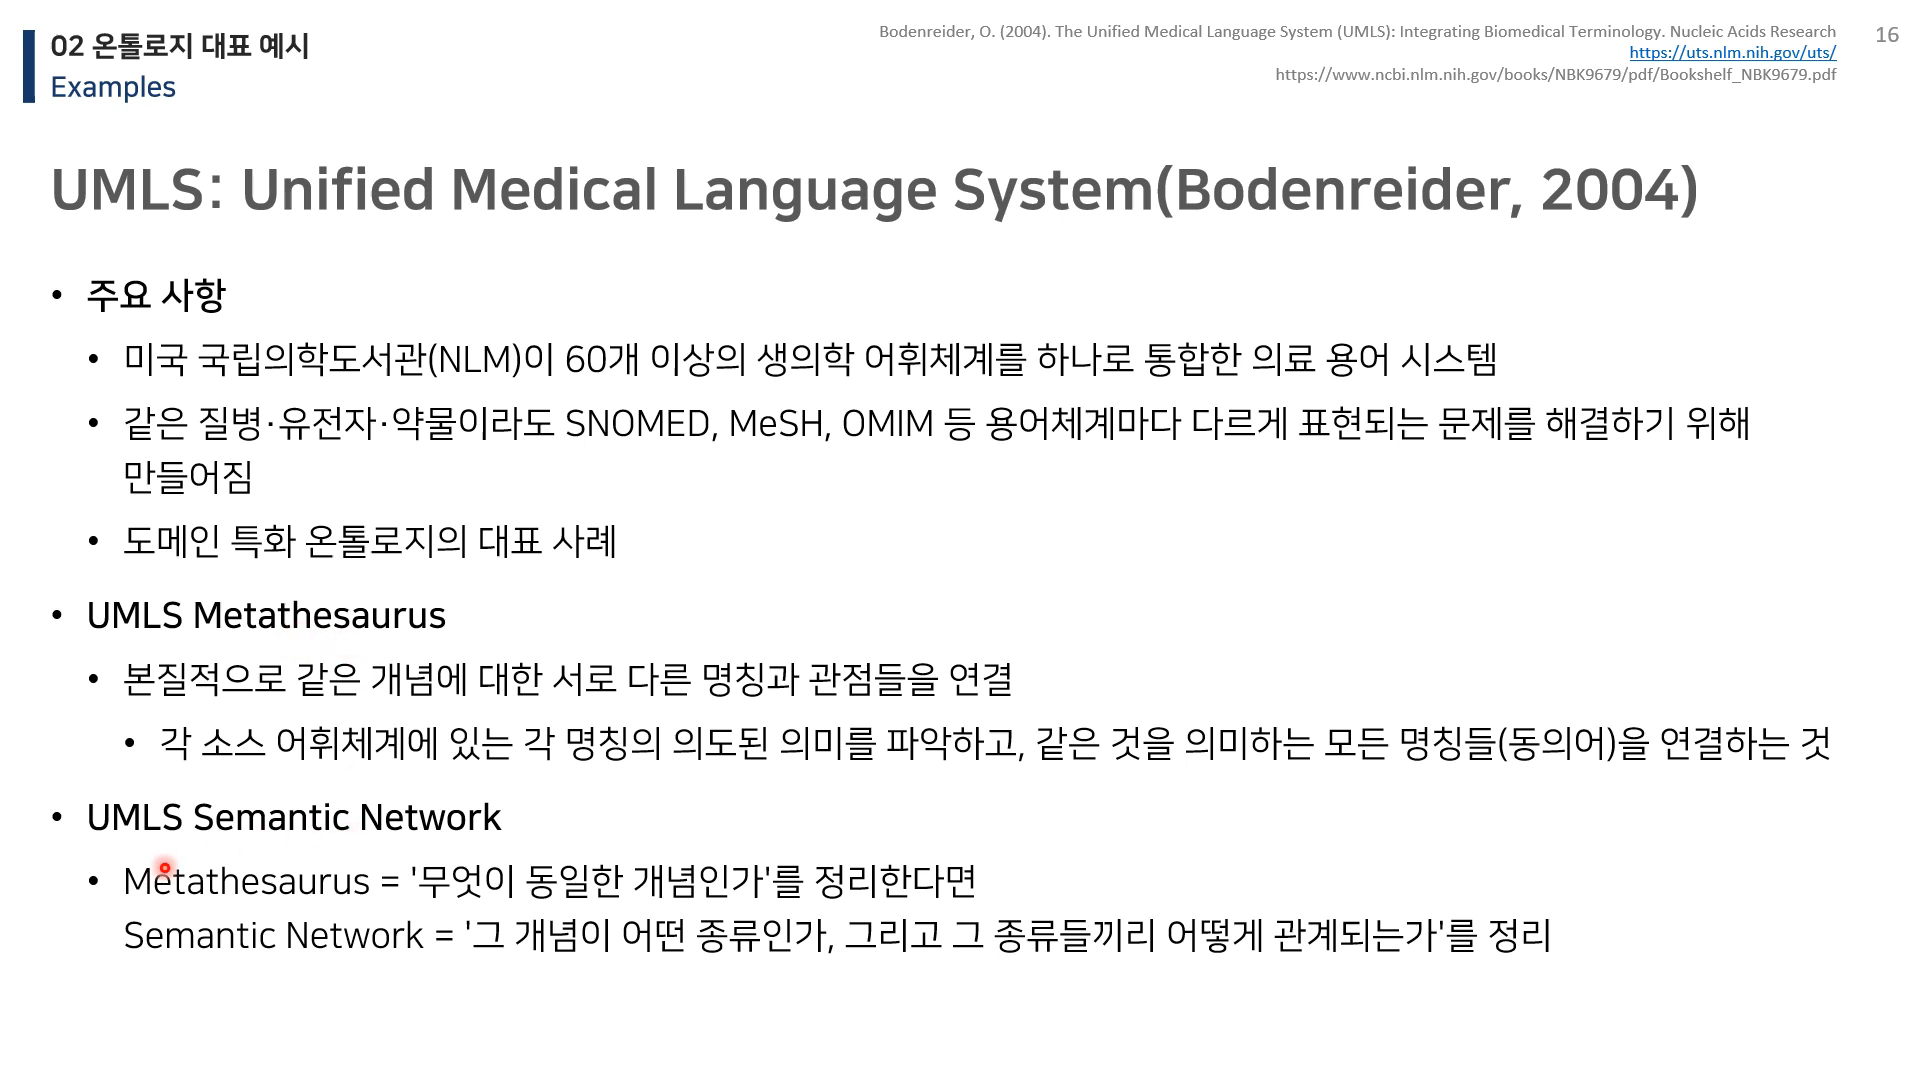 02 온톨로지 대표 예시
Examples
Bodenreider, O. (2004). The Unified Medical Language System (UMLS): Integrating Biomedical Terminology. Nucleic Acids Research
https://uts.nlm.nih.gov/uts/
https://www.ncbi.nlm.nih.gov/books/NBK9679/pdf/Bookshelf_NBK9679.pdf
16
UMLS: Unified Medical Language System(Bodenreider, 2004)
• 주요 사항
• 미국 국립의학도서관(NLM)이 60개 이상의 생의학 어휘체계를 하나로 통합한 의료 용어 시스템
• 같은 질병·유전자·약물이라도 SNOMED, MeSH, OMIM 등 용어체계마다 다르게 표현되는 문제를 해결하기 위해
만들어짐
• 도메인 특화 온톨로지의 대표 사례
• UMLS Metathesaurus
• 본질적으로 같은 개념에 대한 서로 다른 명칭과 관점들을 연결
• 각 소스 어휘체계에 있는 각 명칭의 의도된 의미를 파악하고, 같은 것을 의미하는 모든 명칭들(동의어)을 연결하는 것
• UMLS Semantic Network
• Metathesaurus = '무엇이 동일한 개념인가'를 정리한다면
Semantic Network = '그 개념이 어떤 종류인가, 그리고 그 종류들끼리 어떻게 관계되는가'를 정리